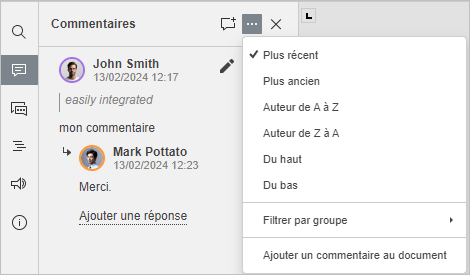 Commentaires
John Smith
13/02/2024 12:17
easily integrated
mon commentaire
Mark Pottato
13/02/2024 12:23
Merci.
Ajouter une réponse
L
Plus récent
Plus ancien
Auteur de A à Z
Auteur de Z à A
Du haut
Du bas
Filtrer par groupe
Ajouter un commentaire au document